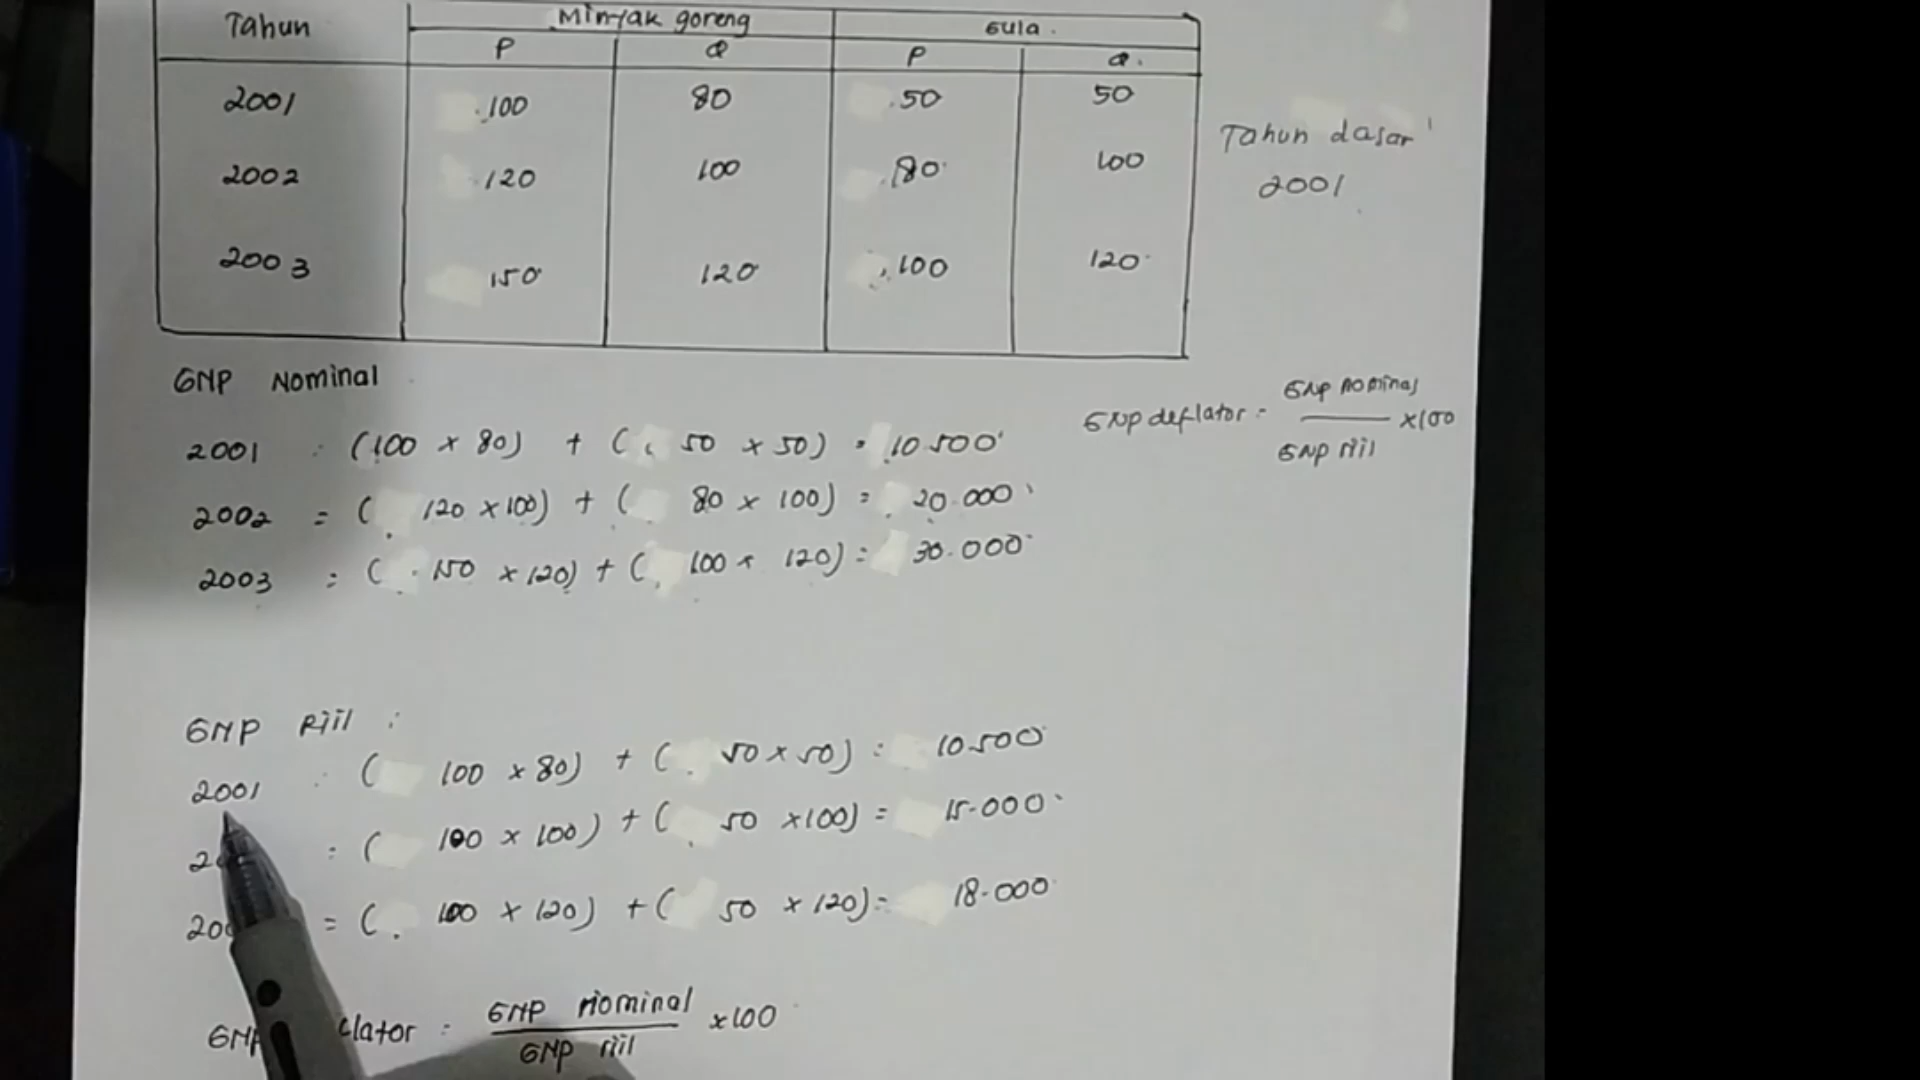 Tahun Minyak goreng Gula.
P Q P Q.
2001 100 80 50 50
Tahun dasar
2002 120 100 80 100
2001
2003 150 120 100 120
GNP Nominal
GNP deflator = GNP nominal / GNP riil x100
2001 : (100 x 80) + ( 50 x 50) = 10.500
2002 = ( 120 x 100) + ( 80 x 100) = 20.000
2003 = ( 150 x 120) + ( 100 x 120) = 30.000
GNP Riil :
2001 : ( 100 x 80) + ( 50 x 50) = 10.500
= ( 100 x 100) + ( 50 x 100) = 15.000
= ( 100 x 120) + ( 50 x 120) = 18.000
GNP flator = GNP nominal / GNP riil x100